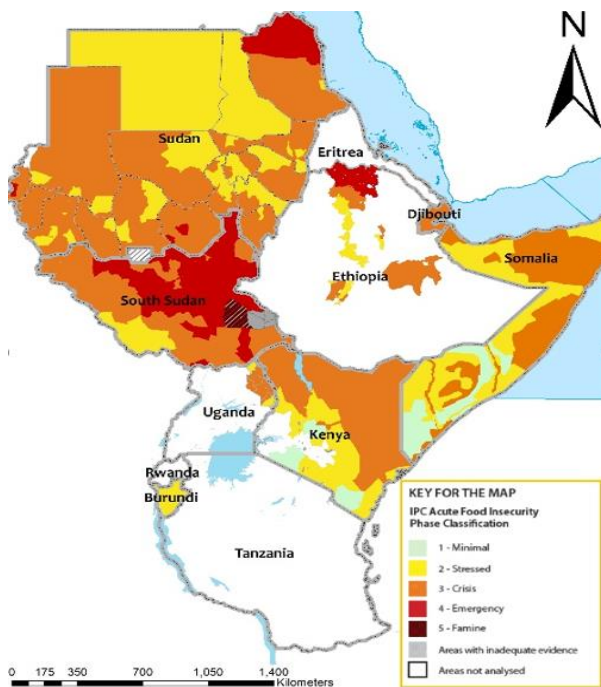 N
Sudan
Eritrea
Djibouti
Somalia
Ethiopia
South Sudan
Uganda
Kenya
Rwanda
Burundi
Tanzania
KEY FOR THE MAP
IPC Acute Food Insecurity
Phase Classification
1 - Minimal
2 - Stressed
3 - Crisis
4 - Emergency
5 - Famine
Areas with inadequate evidence
Areas not analysed
0 175 350 700 1,050 1,400
Kilometers